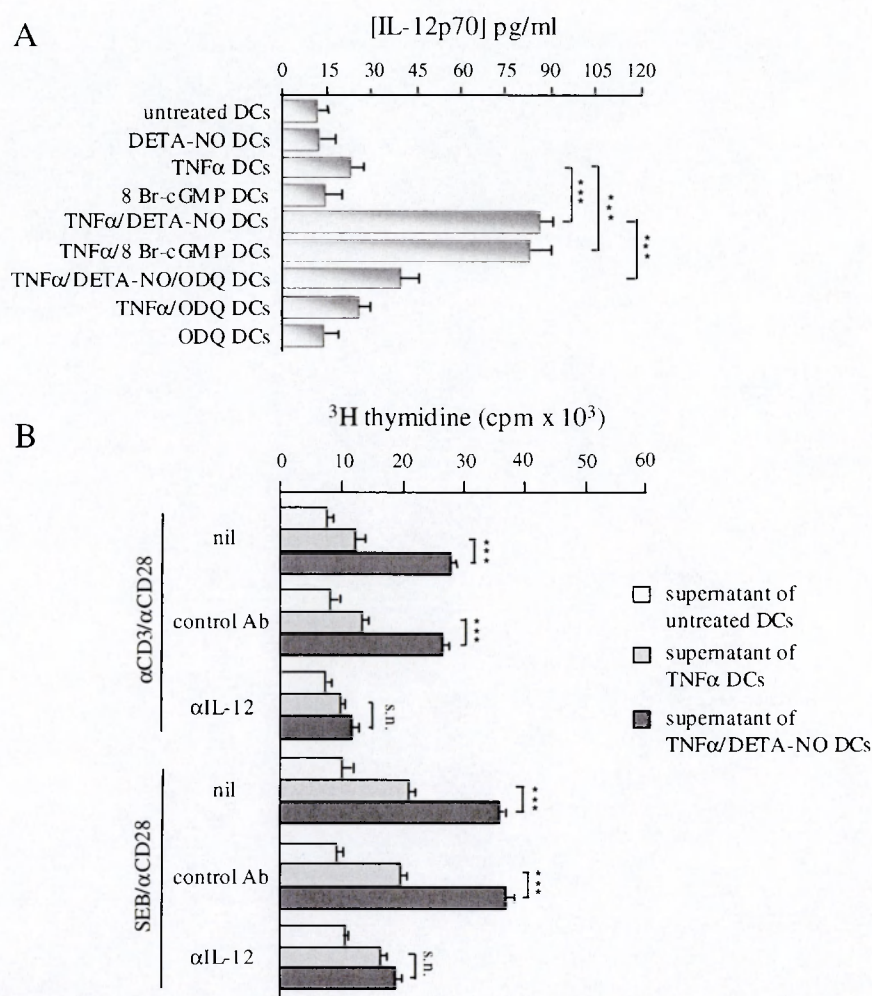 A
[IL-12p70] pg/ml
0 15 30 45 60 75 90 105 120
untreated DCs
DETA-NO DCs
TNFα DCs
8 Br-cGMP DCs
TNFα/DETA-NO DCs
TNFα/8 Br-cGMP DCs
TNFα/DETA-NO/ODQ DCs
TNFα/ODQ DCs
ODQ DCs
***
***
***
B
³H thymidine (cpm x 10³)
0 10 20 30 40 50 60
αCD3/αCD28
nil
***
control Ab
***
αIL-12
s.n.
SEB/αCD28
nil
***
control Ab
***
αIL-12
s.n.
supernatant of
untreated DCs
supernatant of
TNFα DCs
supernatant of
TNFα/DETA-NO DCs